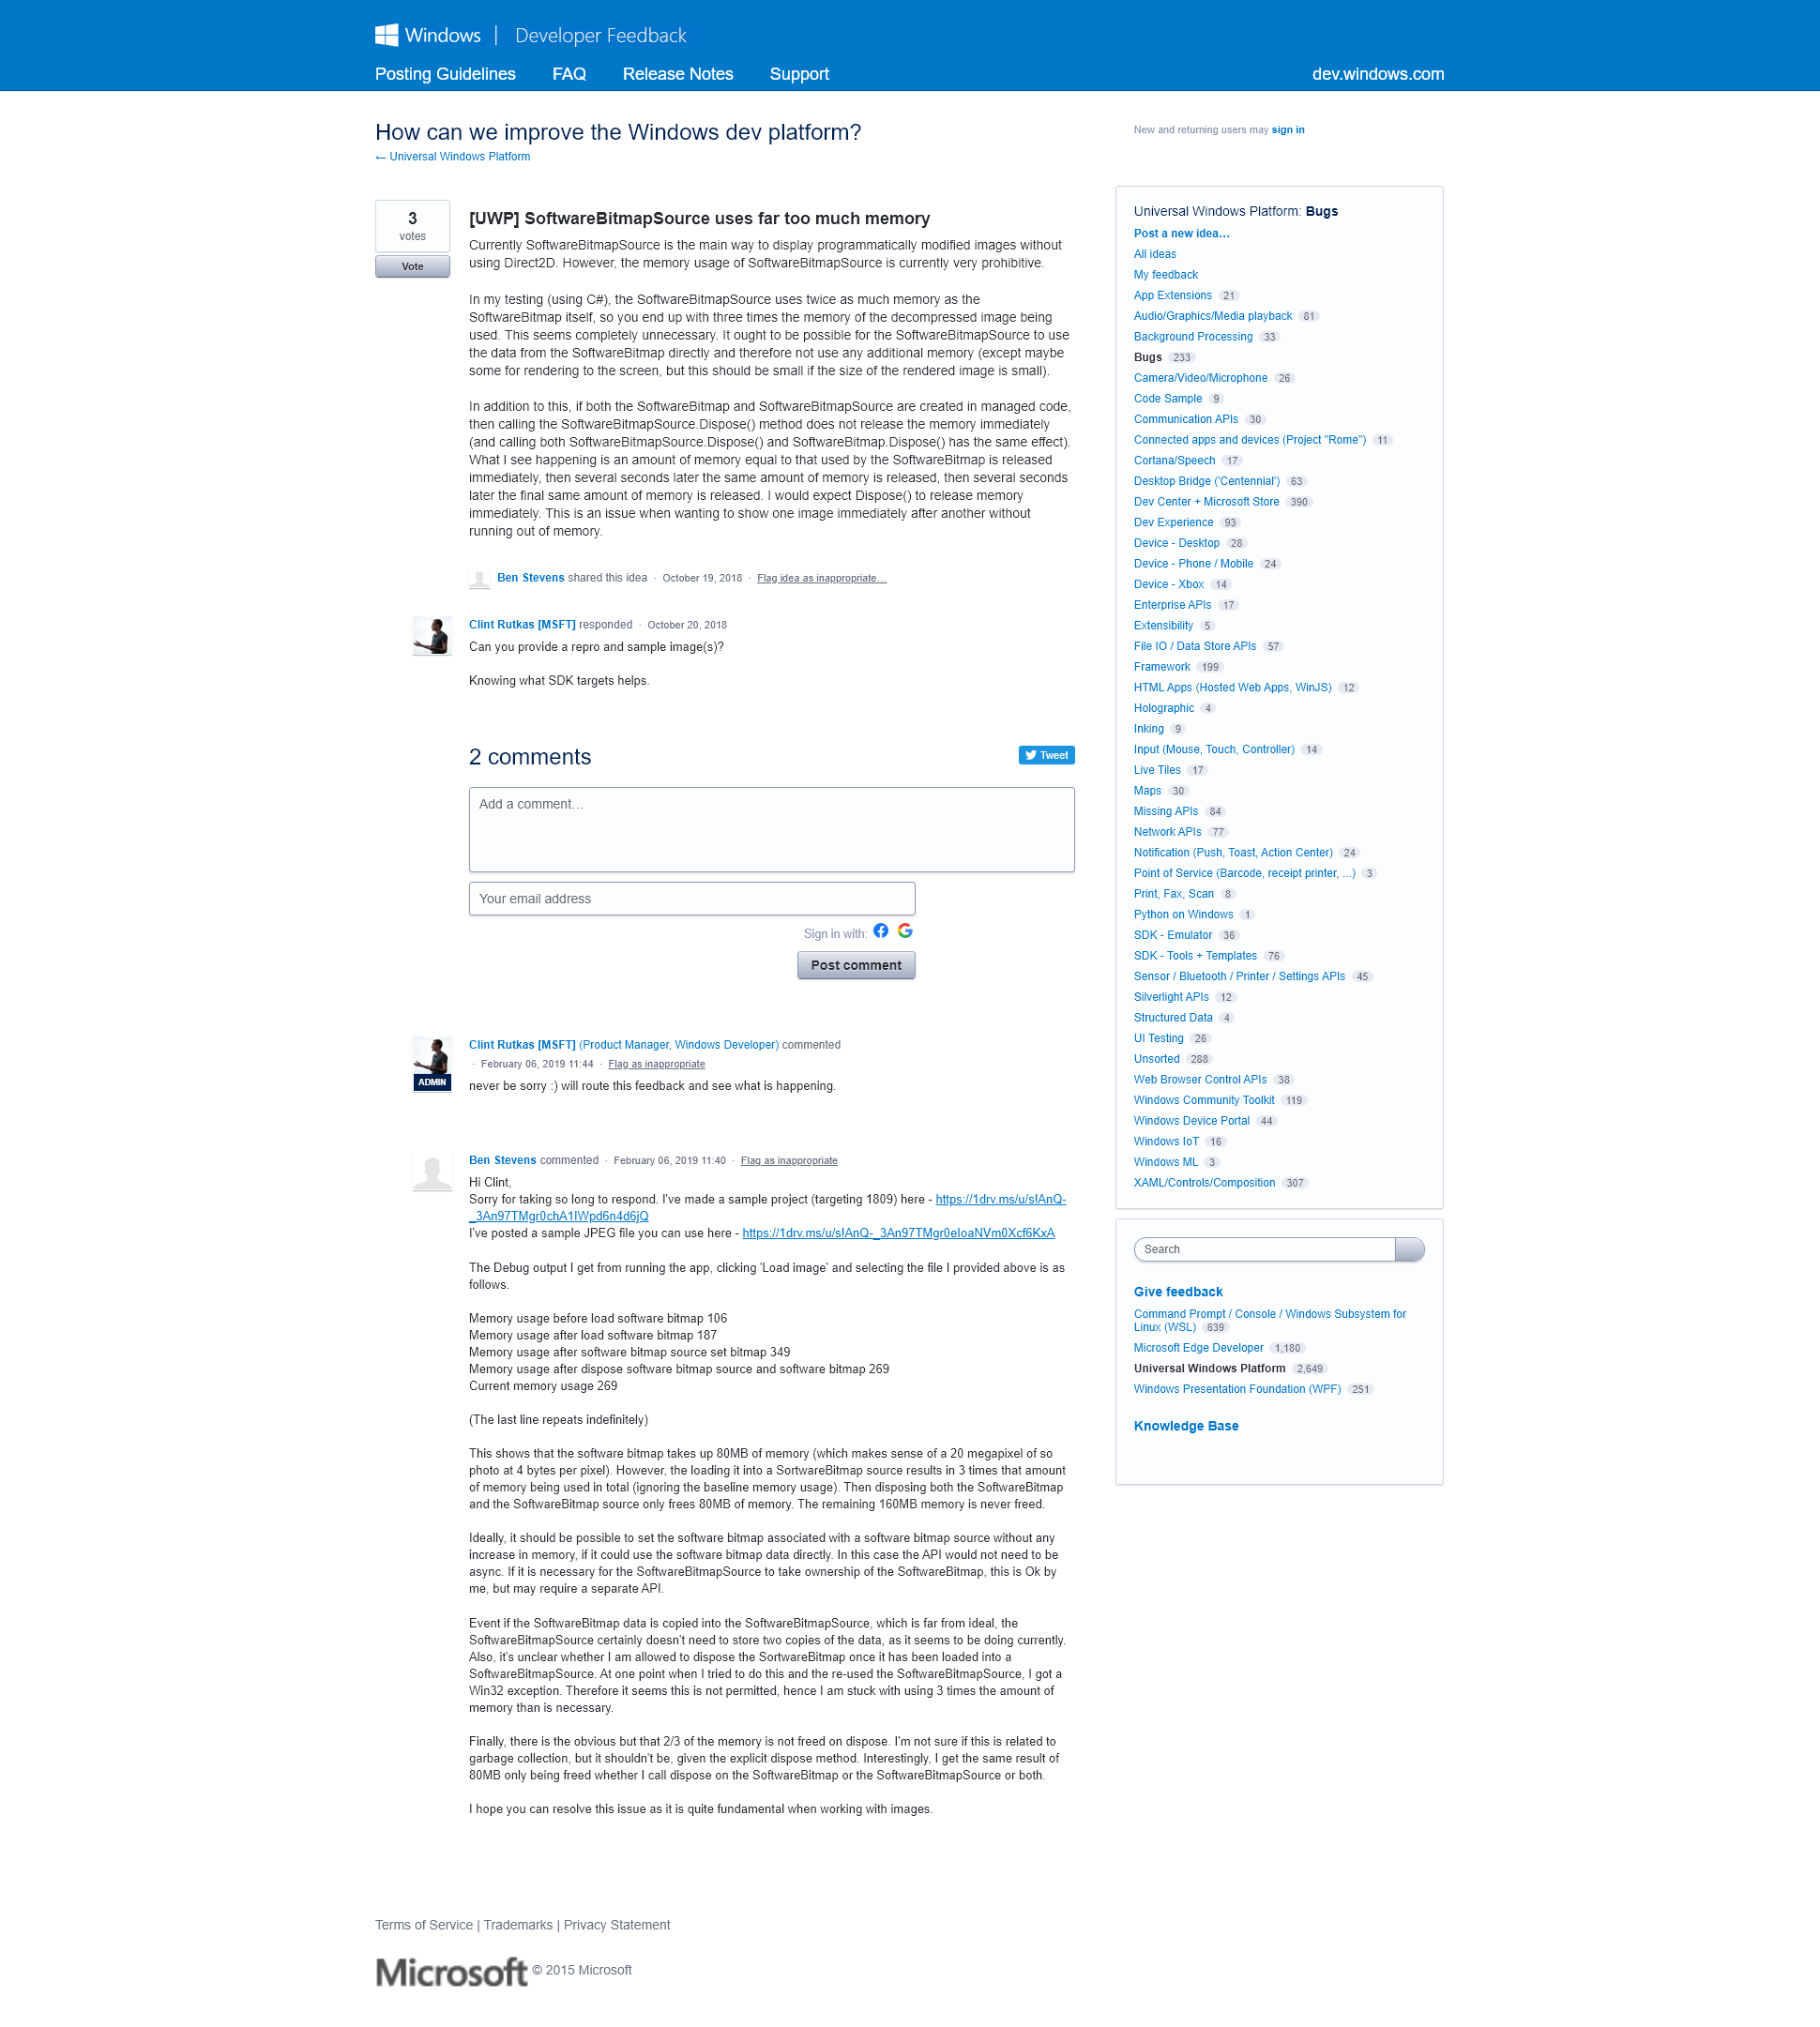 Windows | Developer Feedback
Posting Guidelines FAQ Release Notes Support dev.windows.com
How can we improve the Windows dev platform?
← Universal Windows Platform
New and returning users may sign in
3
votes
Vote
[UWP] SoftwareBitmapSource uses far too much memory
Currently SoftwareBitmapSource is the main way to display programmatically modified images without
using Direct2D. However, the memory usage of SoftwareBitmapSource is currently very prohibitive.
In my testing (using C#), the SoftwareBitmapSource uses twice as much memory as the
SoftwareBitmap itself, so you end up with three times the memory of the decompressed image being
used. This seems completely unnecessary. It ought to be possible for the SoftwareBitmapSource to use
the data from the SoftwareBitmap directly and therefore not use any additional memory (except maybe
some for rendering to the screen, but this should be small if the size of the rendered image is small).
In addition to this, if both the SoftwareBitmap and SoftwareBitmapSource are created in managed code,
then calling the SoftwareBitmapSource.Dispose() method does not release the memory immediately
(and calling both SoftwareBitmapSource.Dispose() and SoftwareBitmap.Dispose() has the same effect).
What I see happening is an amount of memory equal to that used by the SoftwareBitmap is released
immediately, then several seconds later the same amount of memory is released, then several seconds
later the final same amount of memory is released. I would expect Dispose() to release memory
immediately. This is an issue when wanting to show one image immediately after another without
running out of memory.
Ben Stevens shared this idea · October 19, 2018 · Flag idea as inappropriate…
Clint Rutkas [MSFT] responded · October 20, 2018
Can you provide a repro and sample image(s)?
Knowing what SDK targets helps.
2 comments
Tweet
Add a comment…
Your email address
Sign in with:
Post comment
Clint Rutkas [MSFT] (Product Manager, Windows Developer) commented
· February 06, 2019 11:44 · Flag as inappropriate
ADMIN
never be sorry :) will route this feedback and see what is happening.
Ben Stevens commented · February 06, 2019 11:40 · Flag as inappropriate
Hi Clint,
Sorry for taking so long to respond. I've made a sample project (targeting 1809) here - https://1drv.ms/u/s!AnQ-
_3An97TMgr0chA1IWpd6n4d6jQ
I've posted a sample JPEG file you can use here - https://1drv.ms/u/s!AnQ-_3An97TMgr0eIoaNVm0Xcf6KxA
The Debug output I get from running the app, clicking 'Load image' and selecting the file I provided above is as
follows.
Memory usage before load software bitmap 106
Memory usage after load software bitmap 187
Memory usage after software bitmap source set bitmap 349
Memory usage after dispose software bitmap source and software bitmap 269
Current memory usage 269
(The last line repeats indefinitely)
This shows that the software bitmap takes up 80MB of memory (which makes sense of a 20 megapixel of so
photo at 4 bytes per pixel). However, the loading it into a SortwareBitmap source results in 3 times that amount
of memory being used in total (ignoring the baseline memory usage). Then disposing both the SoftwareBitmap
and the SoftwareBitmap source only frees 80MB of memory. The remaining 160MB memory is never freed.
Ideally, it should be possible to set the software bitmap associated with a software bitmap source without any
increase in memory, if it could use the software bitmap data directly. In this case the API would not need to be
async. If it is necessary for the SoftwareBitmapSource to take ownership of the SoftwareBitmap, this is Ok by
me, but may require a separate API.
Event if the SoftwareBitmap data is copied into the SoftwareBitmapSource, which is far from ideal, the
SoftwareBitmapSource certainly doesn't need to store two copies of the data, as it seems to be doing currently.
Also, it's unclear whether I am allowed to dispose the SortwareBitmap once it has been loaded into a
SoftwareBitmapSource. At one point when I tried to do this and the re-used the SoftwareBitmapSource, I got a
Win32 exception. Therefore it seems this is not permitted, hence I am stuck with using 3 times the amount of
memory than is necessary.
Finally, there is the obvious but that 2/3 of the memory is not freed on dispose. I'm not sure if this is related to
garbage collection, but it shouldn't be, given the explicit dispose method. Interestingly, I get the same result of
80MB only being freed whether I call dispose on the SoftwareBitmap or the SoftwareBitmapSource or both.
I hope you can resolve this issue as it is quite fundamental when working with images.
Universal Windows Platform: Bugs
Post a new idea…
All ideas
My feedback
App Extensions 21
Audio/Graphics/Media playback 81
Background Processing 33
Bugs 233
Camera/Video/Microphone 26
Code Sample 9
Communication APIs 30
Connected apps and devices (Project "Rome") 11
Cortana/Speech 17
Desktop Bridge ('Centennial') 63
Dev Center + Microsoft Store 390
Dev Experience 93
Device - Desktop 28
Device - Phone / Mobile 24
Device - Xbox 14
Enterprise APIs 17
Extensibility 5
File IO / Data Store APIs 57
Framework 199
HTML Apps (Hosted Web Apps, WinJS) 12
Holographic 4
Inking 9
Input (Mouse, Touch, Controller) 14
Live Tiles 17
Maps 30
Missing APIs 84
Network APIs 77
Notification (Push, Toast, Action Center) 24
Point of Service (Barcode, receipt printer, ...) 3
Print, Fax, Scan 8
Python on Windows 1
SDK - Emulator 36
SDK - Tools + Templates 76
Sensor / Bluetooth / Printer / Settings APIs 45
Silverlight APIs 12
Structured Data 4
UI Testing 26
Unsorted 288
Web Browser Control APIs 38
Windows Community Toolkit 119
Windows Device Portal 44
Windows IoT 16
Windows ML 3
XAML/Controls/Composition 307
Search
Give feedback
Command Prompt / Console / Windows Subsystem for
Linux (WSL) 639
Microsoft Edge Developer 1,180
Universal Windows Platform 2,649
Windows Presentation Foundation (WPF) 251
Knowledge Base
Terms of Service | Trademarks | Privacy Statement
Microsoft © 2015 Microsoft